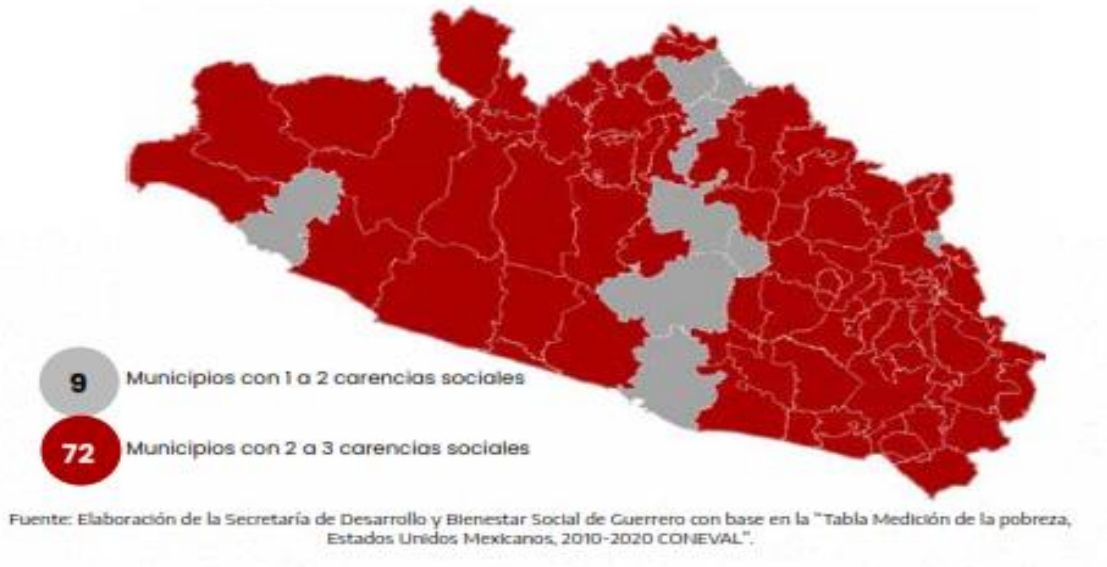 9 Municipios con 1 a 2 carencias sociales
72 Municipios con 2 a 3 carencias sociales
Fuente: Elaboración de la Secretaría de Desarrollo y Bienestar Social de Guerrero con base en la "Tabla Medición de la pobreza,
Estados Unidos Mexicanos, 2010-2020 CONEVAL".